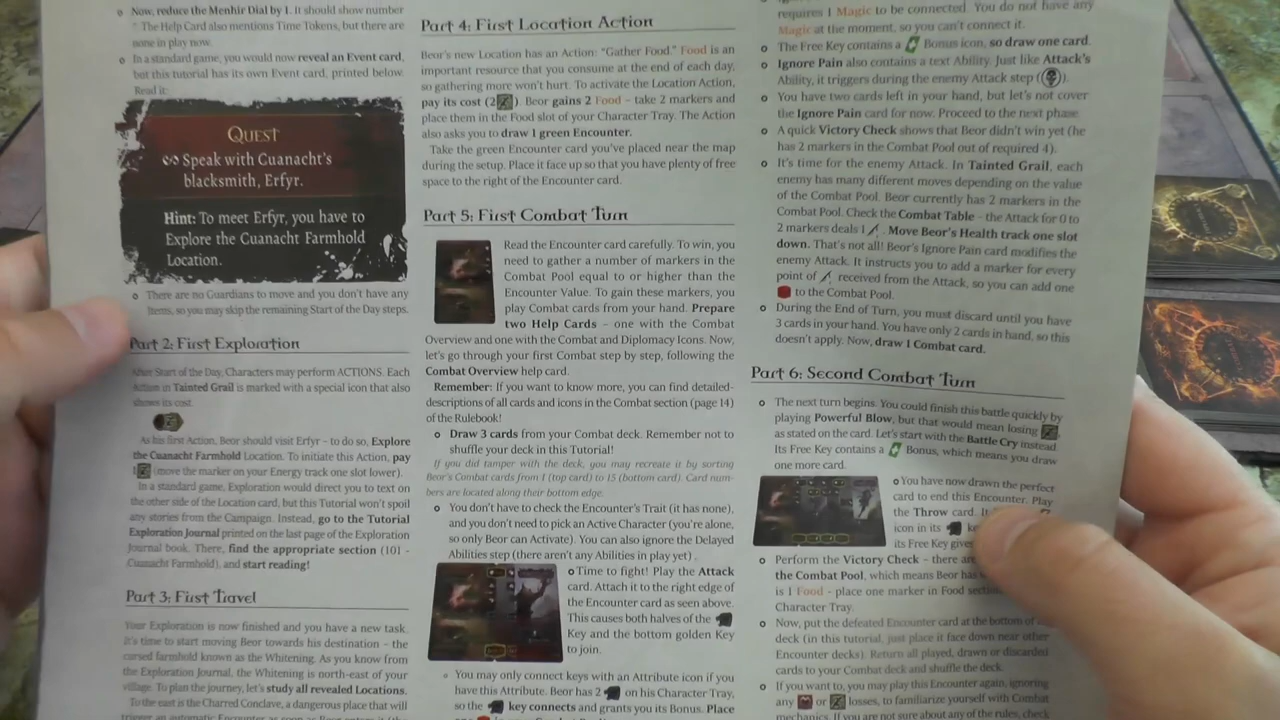 Now, reduce the Menhir Dial by 1. It should show number
The Help Card also mentions Time Tokens, but there are
none in play now.
In a standard game, you would now reveal an Event card,
but this tutorial has its own Event card, printed below.
Read it:
Quest
Speak with Cuanacht's
blacksmith, Erfyr.
Hint: To meet Erfyr, you have to
Explore the Cuanacht Farmhold
Location.
There are no Guardians to move and you don't have any
Items, so you may skip the remaining Start of the Day steps.
Part 2: First Exploration
After Start of the Day, Characters may perform ACTIONS. Each
Action in Tainted Grail is marked with a special icon that also
shows its cost.
As his first Action, Beor should visit Erfyr – to do so, Explore
the Cuanacht Farmhold Location. To initiate this Action, pay
1 (move the marker on your Energy track one slot lower).
In a standard game, Exploration would direct you to text on
the other side of the Location card, but this Tutorial won't spoil
any stories from the Campaign. Instead, go to the Tutorial
Exploration Journal printed on the last page of the Exploration
Journal book. There, find the appropriate section (101 -
Cuanacht Farmhold), and start reading!
Part 3: First Travel
Your Exploration is now finished and you have a new task.
It's time to start moving Beor towards his destination – the
cursed farmhold known as the Whitening. As you know from
the Exploration Journal, the Whitening is north-east of your
village. To plan the journey, let's study all revealed Locations.
To the east is the Charred Conclave, a dangerous place that will
trigger an automatic Encounter as soon as Beor enters it (the
Part 4: First Location Action
Beor's new Location has an Action: "Gather Food." Food is an
important resource that you consume at the end of each day,
so gathering more won't hurt. To activate the Location Action,
pay its cost (2). Beor gains 2 Food – take 2 markers and
place them in the Food slot of your Character Tray. The Action
also asks you to draw 1 green Encounter.
Take the green Encounter card you've placed near the map
during the setup. Place it face up so that you have plenty of free
space to the right of the Encounter card.
Part 5: First Combat Turn
Read the Encounter card carefully. To win, you
need to gather a number of markers in the
Combat Pool equal to or higher than the
Encounter Value. To gain these markers, you
play Combat cards from your hand. Prepare
two Help Cards – one with the Combat
Overview and one with the Combat and Diplomacy Icons. Now,
let's go through your first Combat step by step, following the
Combat Overview help card.
Remember: If you want to know more, you can find detailed-
descriptions of all cards and icons in the Combat section (page 14)
of the Rulebook!
Draw 3 cards from your Combat deck. Remember not to
shuffle your deck in this Tutorial!
If you did tamper with the deck, you may recreate it by sorting
Beor's Combat cards from 1 (top card) to 15 (bottom card). Card num-
bers are located along their bottom edge.
You don't have to check the Encounter's Trait (it has none),
and you don't need to pick an Active Character (you're alone,
so only Beor can Activate). You can also ignore the Delayed
Abilities step (there aren't any Abilities in play yet)
Time to fight! Play the Attack
card. Attach it to the right edge of
the Encounter card as seen above.
This causes both halves of the
Key and the bottom golden Key
to join.
You may only connect keys with an Attribute icon if you
have this Attribute. Beor has 2 on his Character Tray,
so the key connects and grants you its Bonus. Place
requires 1 Magic to be connected. You do not have any
Magic at the moment, so you can't connect it.
The Free Key contains a Bonus icon, so draw one card.
Ignore Pain also contains a text Ability. Just like Attack's
Ability, it triggers during the enemy Attack step ().
You have two cards left in your hand, but let's not cover
the Ignore Pain card for now. Proceed to the next phase
A quick Victory Check shows that Beor didn't win yet (he
has 2 markers in the Combat Pool out of required 4).
It's time for the enemy Attack. In Tainted Grail, each
enemy has many different moves depending on the value
of the Combat Pool. Beor currently has 2 markers in the
Combat Pool. Check the Combat Table – the Attack for 0 to
2 markers deals 1. Move Beor's Health track one slot
down. That's not all! Beor's Ignore Pain card modifies the
enemy Attack. It instructs you to add a marker for every
point of received from the Attack, so you can add one
to the Combat Pool.
During the End of Turn, you must discard until you have
3 cards in your hand. You have only 2 cards in hand, so this
doesn't apply. Now, draw 1 Combat card.
Part 6: Second Combat Turn
The next turn begins. You could finish this battle quickly by
playing Powerful Blow, but that would mean losing
as stated on the card. Let's start with the Battle Cry instead
Its Free Key contains a Bonus, which means you draw
one more card.
You have now drawn the perfect
card to end this Encounter. Play
the Throw card. It
icon in its
its Free Key gives
Perform the Victory Check – there are
the Combat Pool, which means Beor has
is 1 Food - place one marker in Food
Character Tray.
Now, put the defeated Encounter card at the bottom of
deck (in this tutorial, just place it face down near other
Encounter decks). Return all played, drawn or discarded
cards to your Combat deck and shuffle the deck.
If you want to, you may play this Encounter again, ignoring
any or losses, to familiarize yourself with Combat
mechanics. If you are not sure about any of the rules, check